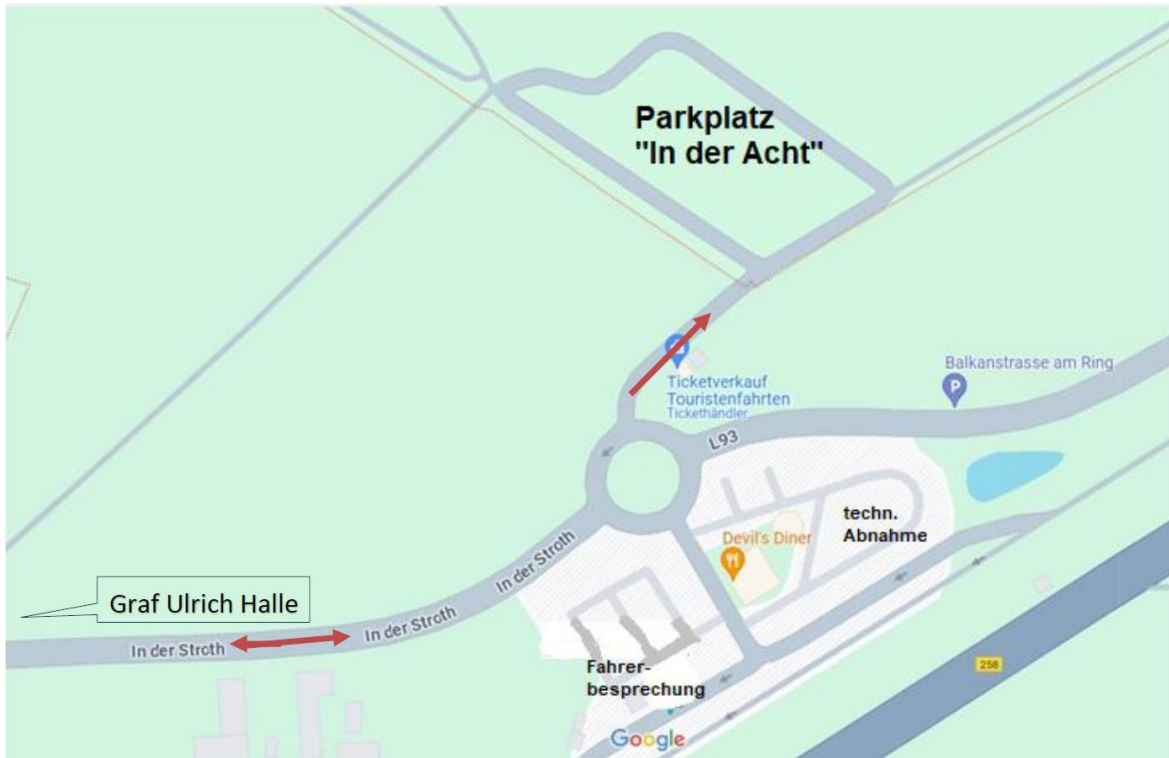 Parkplatz
"In der Acht"
Ticketverkauf
Touristenfahrten
Tickethändler
Balkanstrasse am Ring
P
L93
techn.
Abnahme
Devil's Diner
In der Stroth
Graf Ulrich Halle
In der Stroth
In der Stroth
Fahrer-
besprechung
258
Google